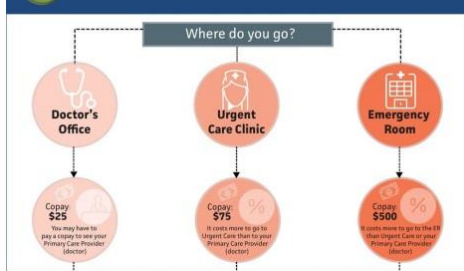 Where do you go?
Doctor's
Office
Urgent
Care Clinic
Emergency
Room
Copay:
$25
You may have to
pay a copay to see your
Primary Care Provider
(doctor)
Copay:
$75
%
It costs more to go to
Urgent Care than to your
Primary Care Provider
(doctor)
Copay:
$500
%
It costs more to go to the ER
than Urgent Care or your
Primary Care Provider
(doctor)